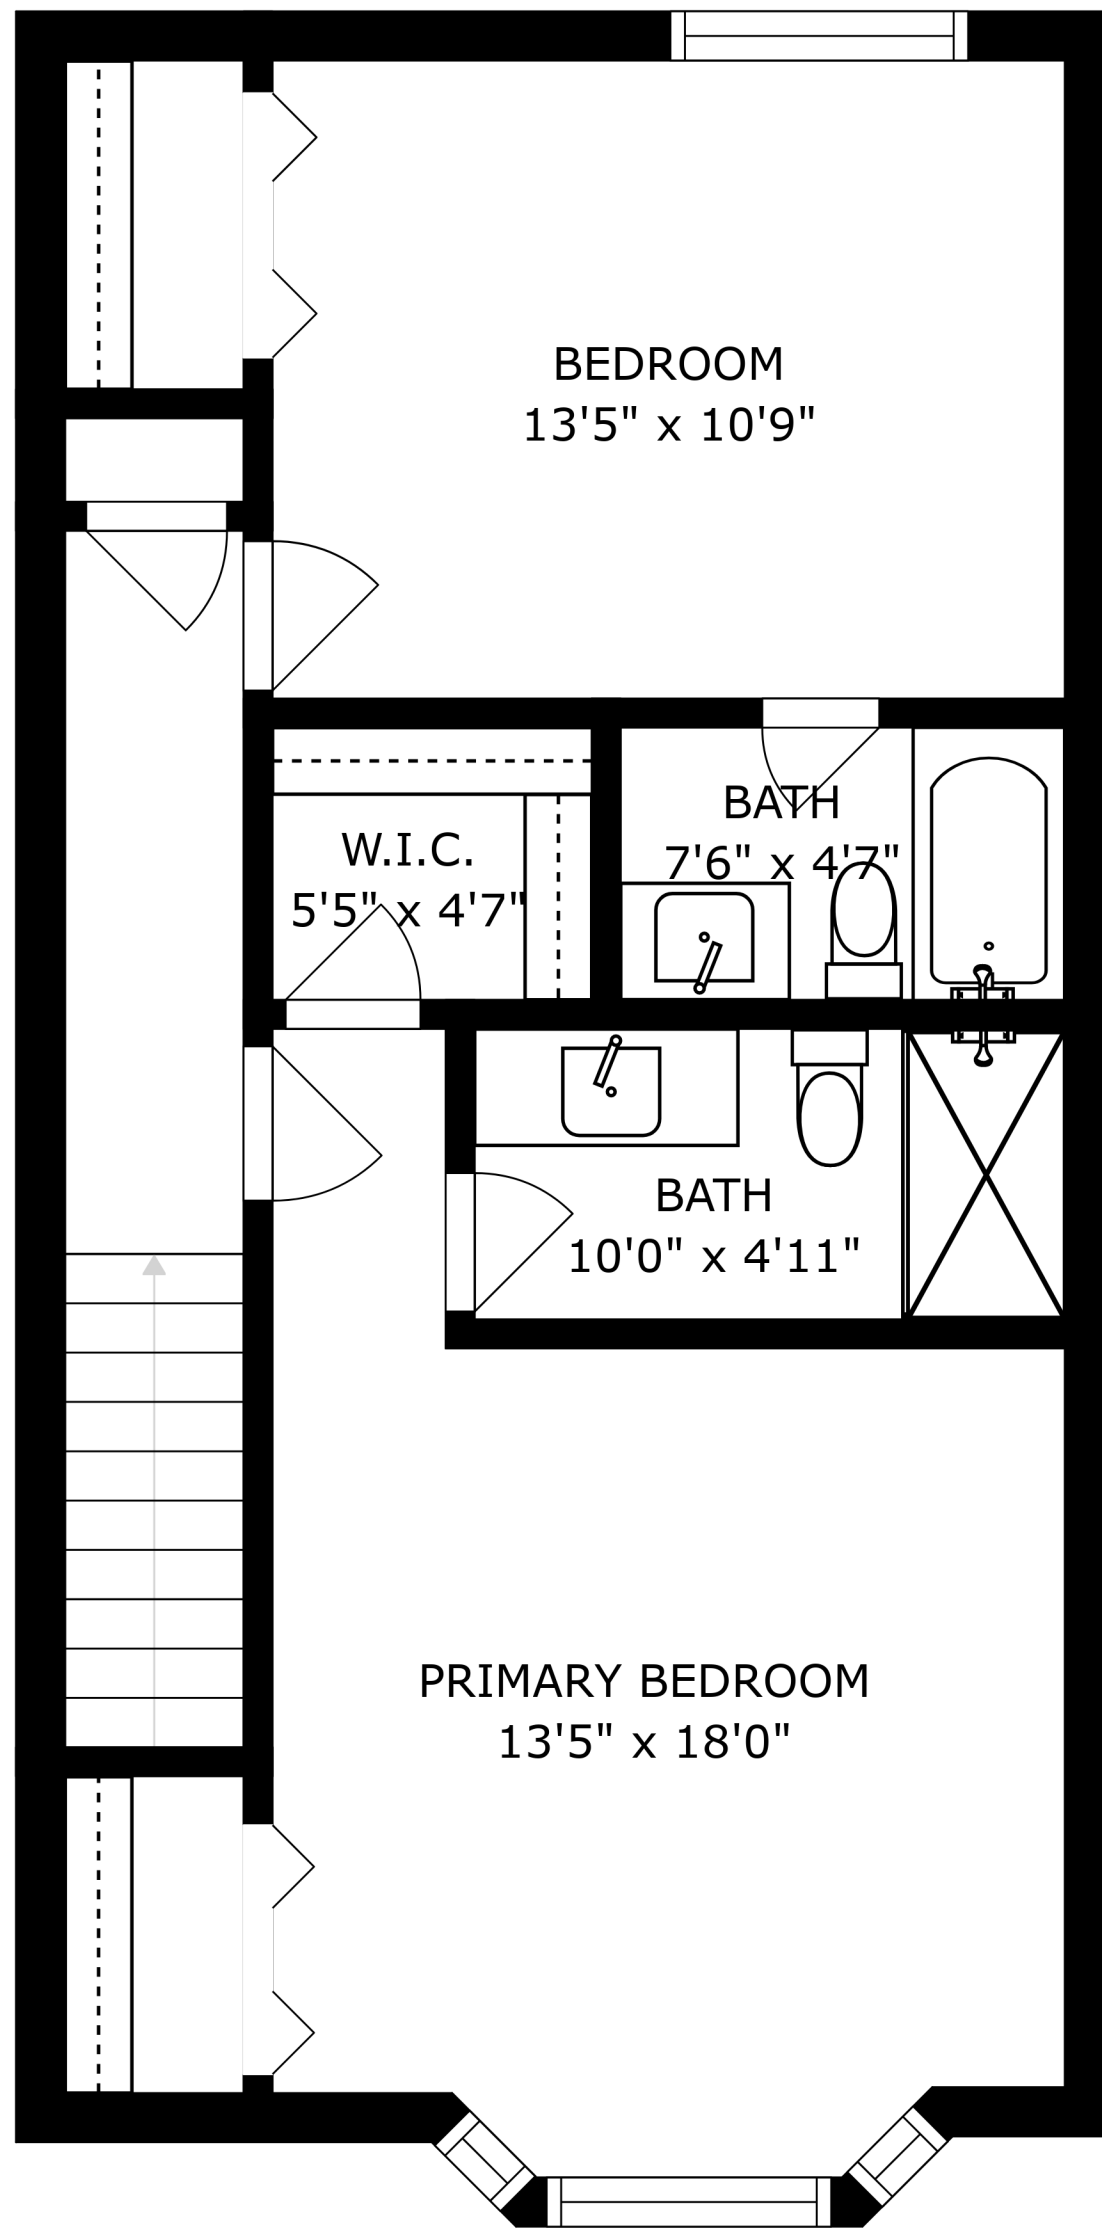 BEDROOM
13'5" x 10'9"
BATH
7'6" x 4'7"
W.I.C.
5'5" x 4'7"
BATH
10'0" x 4'11"
PRIMARY BEDROOM
13'5" x 18'0"